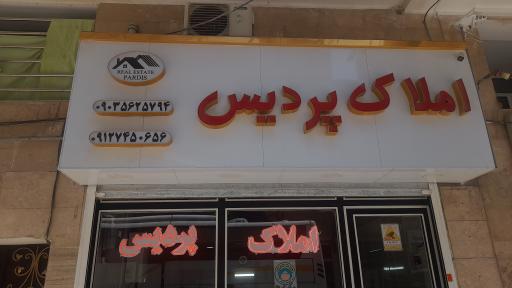 املاک پردیس
REAL ESTATE
PARDIS
۰۹۰۳۵۶۲۵۷۹۴
۰۹۱۲۷۴۵۰۶۵۶
املاک پردیس